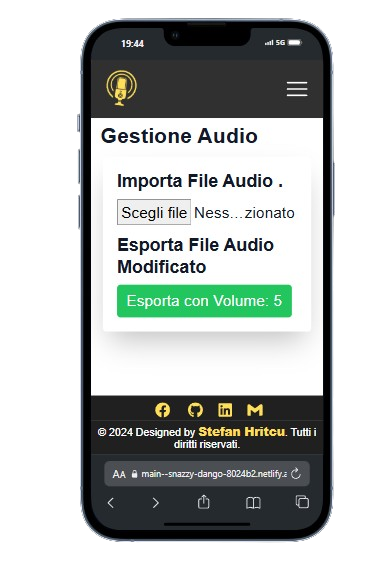 19:44
5G
Gestione Audio
Importa File Audio .
Scegli file Ness...zionato
Esporta File Audio
Modificato
Esporta con Volume: 5
© 2024 Designed by Stefan Hritcu. Tutti i
diritti riservati.
AA main--snazzy-dango-8024b2.netlify.a